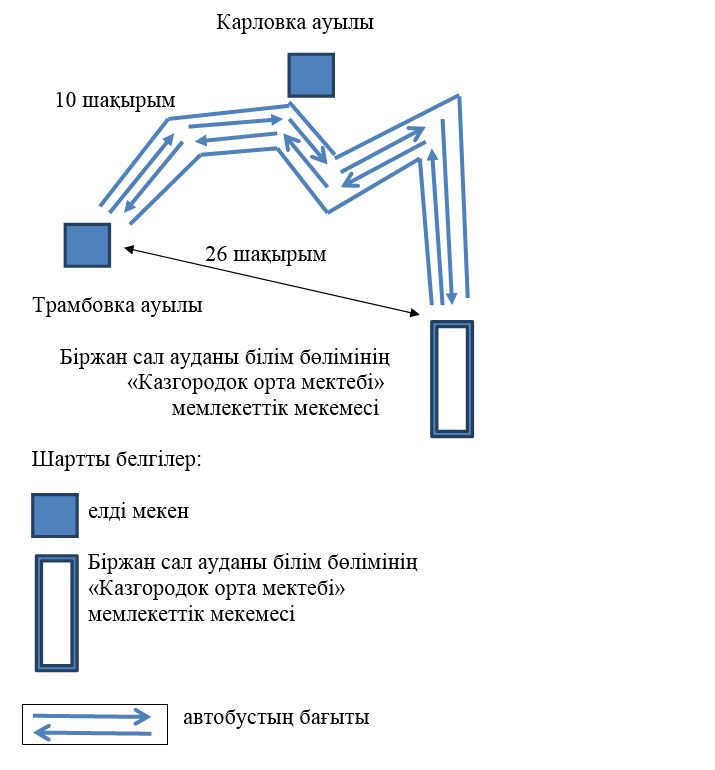 Карловка ауылы
10 шақырым
26 шақырым
Трамбовка ауылы
Біржан сал ауданы білім бөлімінің
«Казгородок орта мектебі»
мемлекеттік мекемесі
Шартты белгілер:
елді мекен
Біржан сал ауданы білім бөлімінің
«Казгородок орта мектебі»
мемлекеттік мекемесі
автобустың бағыты